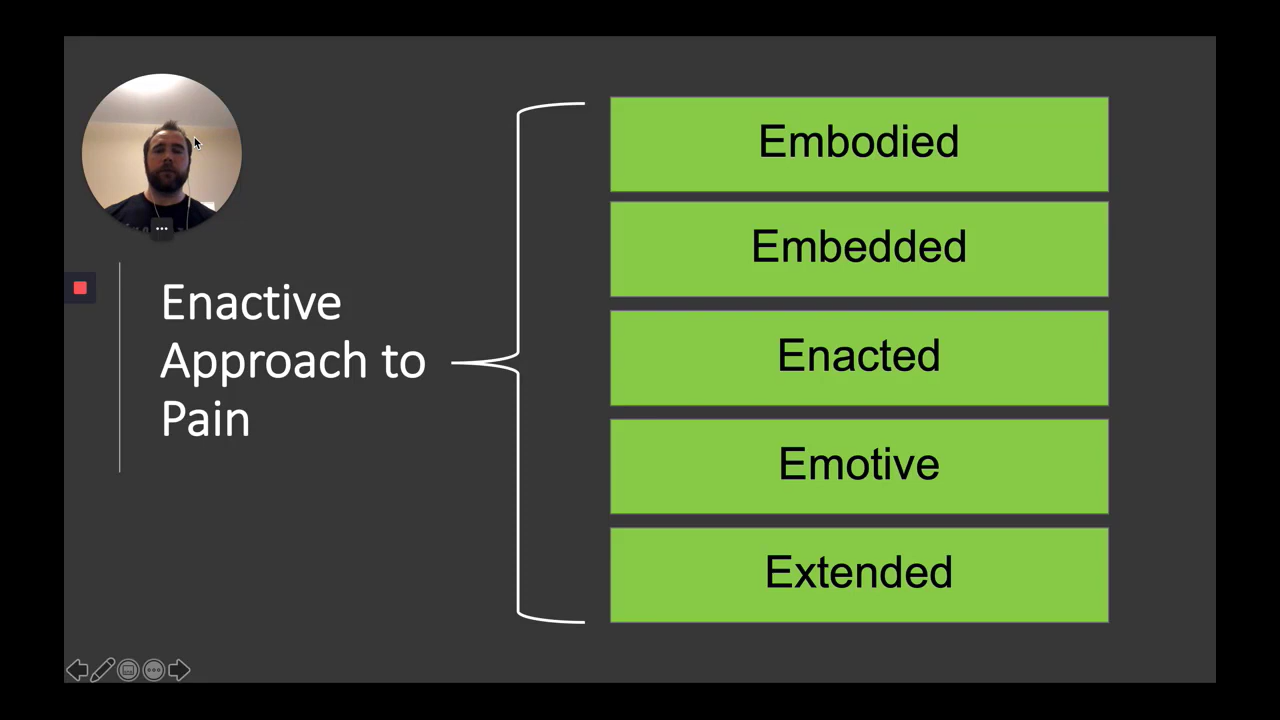 Enactive
Approach to
Pain
Embodied
Embedded
Enacted
Emotive
Extended